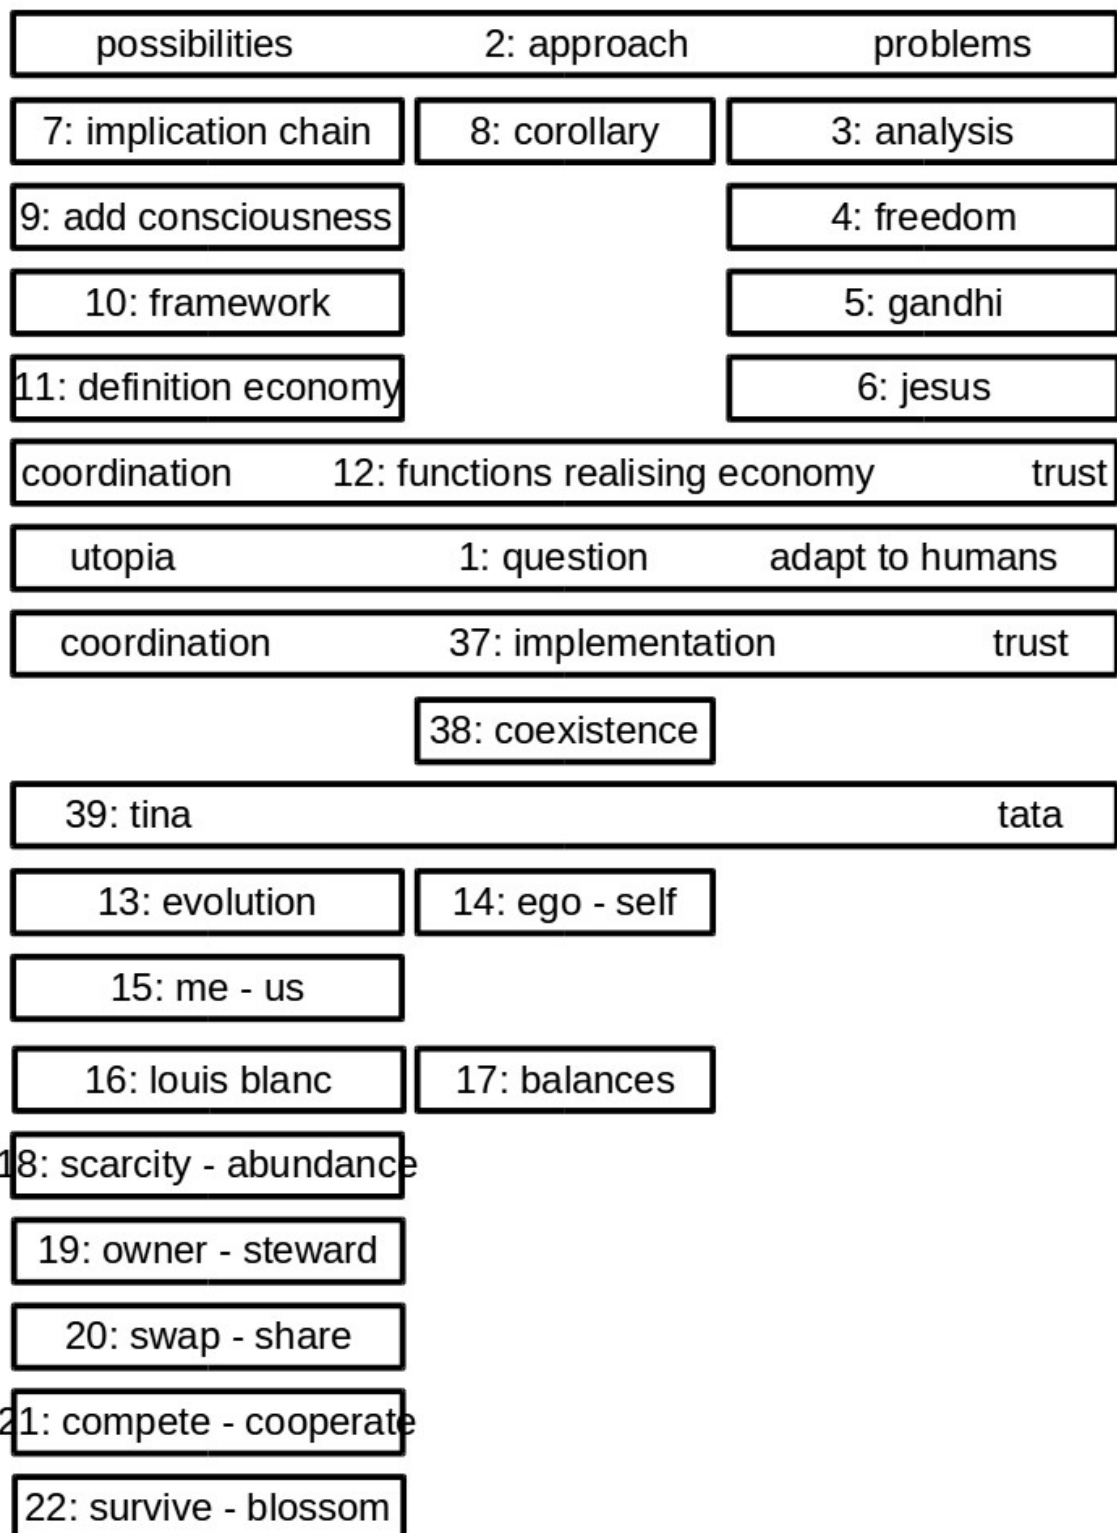 possibilities 2: approach problems
7: implication chain 8: corollary 3: analysis
9: add consciousness 4: freedom
10: framework 5: gandhi
11: definition economy 6: jesus
coordination 12: functions realising economy trust
utopia 1: question adapt to humans
coordination 37: implementation trust
38: coexistence
39: tina tata
13: evolution 14: ego - self
15: me - us
16: louis blanc 17: balances
18: scarcity - abundance
19: owner - steward
20: swap - share
21: compete - cooperate
22: survive - blossom